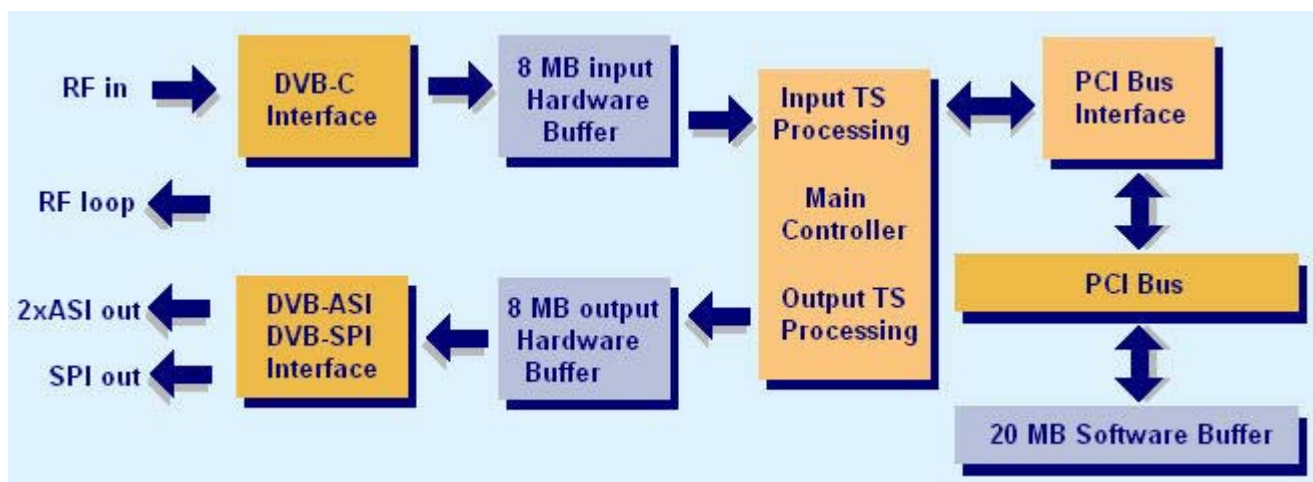 RF in
DVB-C
Interface
8 MB input
Hardware
Buffer
Input TS
Processing
Main
Controller
Output TS
Processing
PCI Bus
Interface
RF loop
2xASI out
SPI out
DVB-ASI
DVB-SPI
Interface
8 MB output
Hardware
Buffer
PCI Bus
20 MB Software Buffer